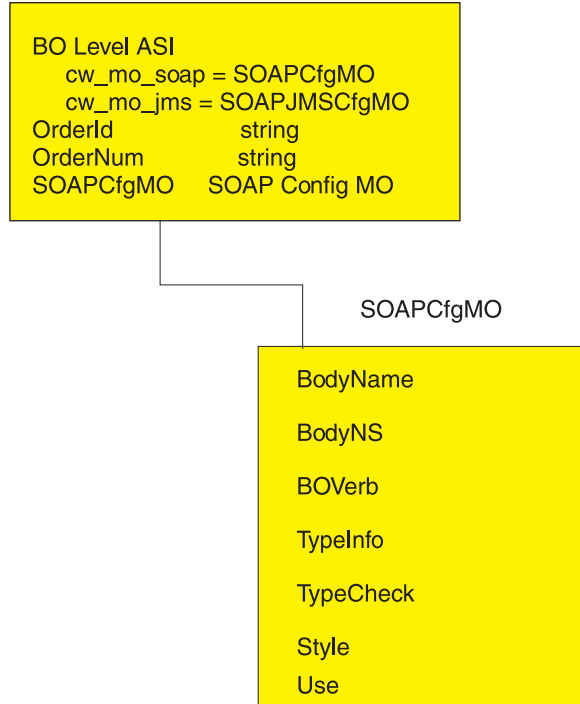 BO Level ASI
cw_mo_soap = SOAPCfgMO
cw_mo_jms = SOAPJMSCfgMO
OrderId string
OrderNum string
SOAPCfgMO SOAP Config MO
SOAPCfgMO
BodyName
BodyNS
BOVerb
TypeInfo
TypeCheck
Style
Use